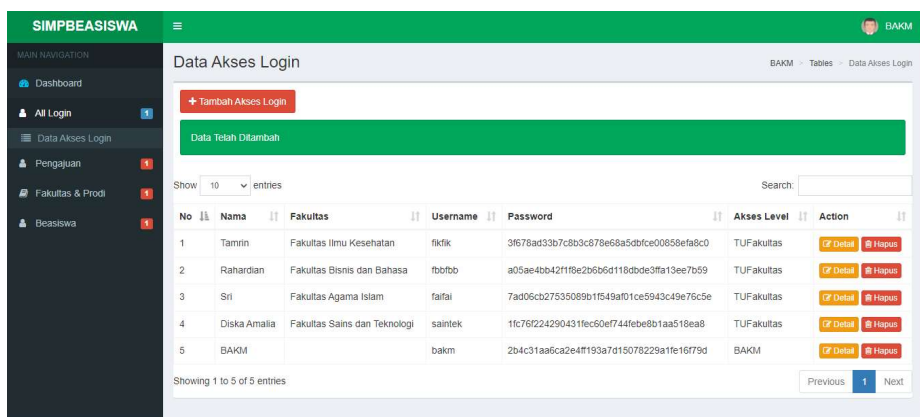 SIMPBEASISWA
BAKM
MAIN NAVIGATION
Dashboard
All Login 1
Data Akses Login
Pengajuan 1
Fakultas & Prodi 1
Beasiswa 1
Data Akses Login
BAKM > Tables > Data Akses Login
+ Tambah Akses Login
Data Telah Ditambah
Show 10 entries Search:
No Nama Fakultas Username Password Akses Level Action
1 Tamrin Fakultas Ilmu Kesehatan fikfik 3f678ad33b7c8b3c878e68a5dbfce00858efa8c0 TUFakultas Detail Hapus
2 Rahardian Fakultas Bisnis dan Bahasa fbbfbb a05ae4bb42f1f8e2b6b6d118dbde3ffa13ee7b59 TUFakultas Detail Hapus
3 Sri Fakultas Agama Islam faifai 7ad06cb27535089b1f549af01ce5943c49e76c5e TUFakultas Detail Hapus
4 Diska Amalia Fakultas Sains dan Teknologi saintek 1fc76f224290431fec60ef744febe8b1aa518ea8 TUFakultas Detail Hapus
5 BAKM bakm 2b4c31aa6ca2e4ff193a7d15078229a1fe16f79d BAKM Detail Hapus
Showing 1 to 5 of 5 entries
Previous 1 Next